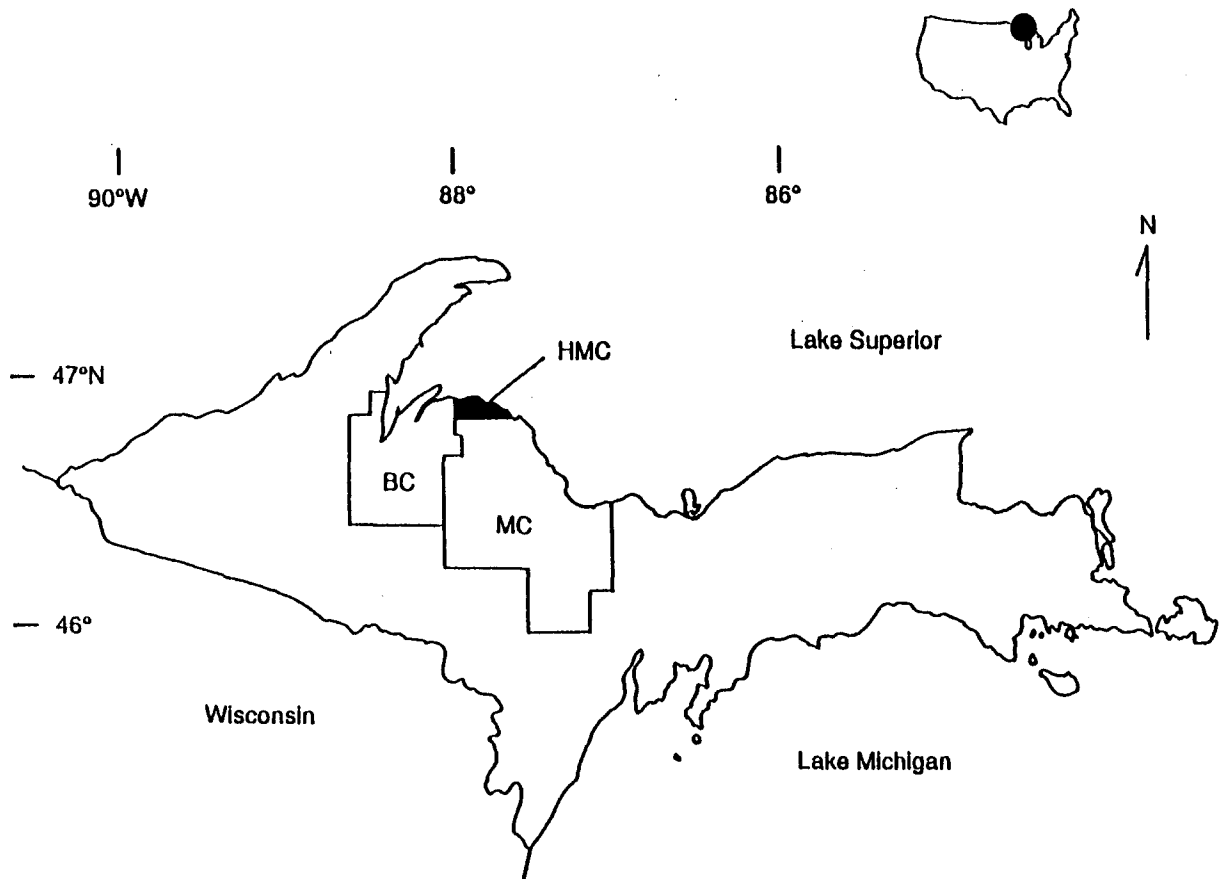 90°W
88°
86°
N
Lake Superior
HMC
47°N
BC
MC
46°
Wisconsin
Lake Michigan